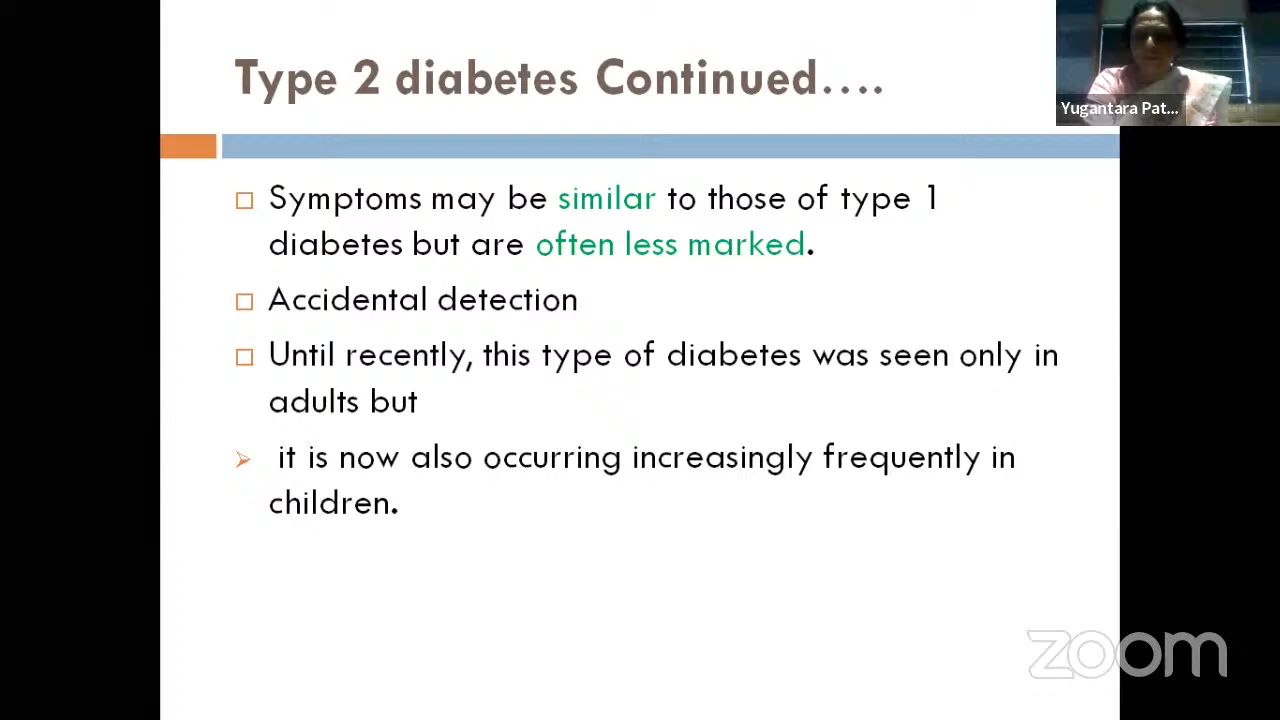 Type 2 diabetes Continued….
Yugantara Pat...
Symptoms may be similar to those of type 1
diabetes but are often less marked.
Accidental detection
Until recently, this type of diabetes was seen only in
adults but
it is now also occurring increasingly frequently in
children.
zoom